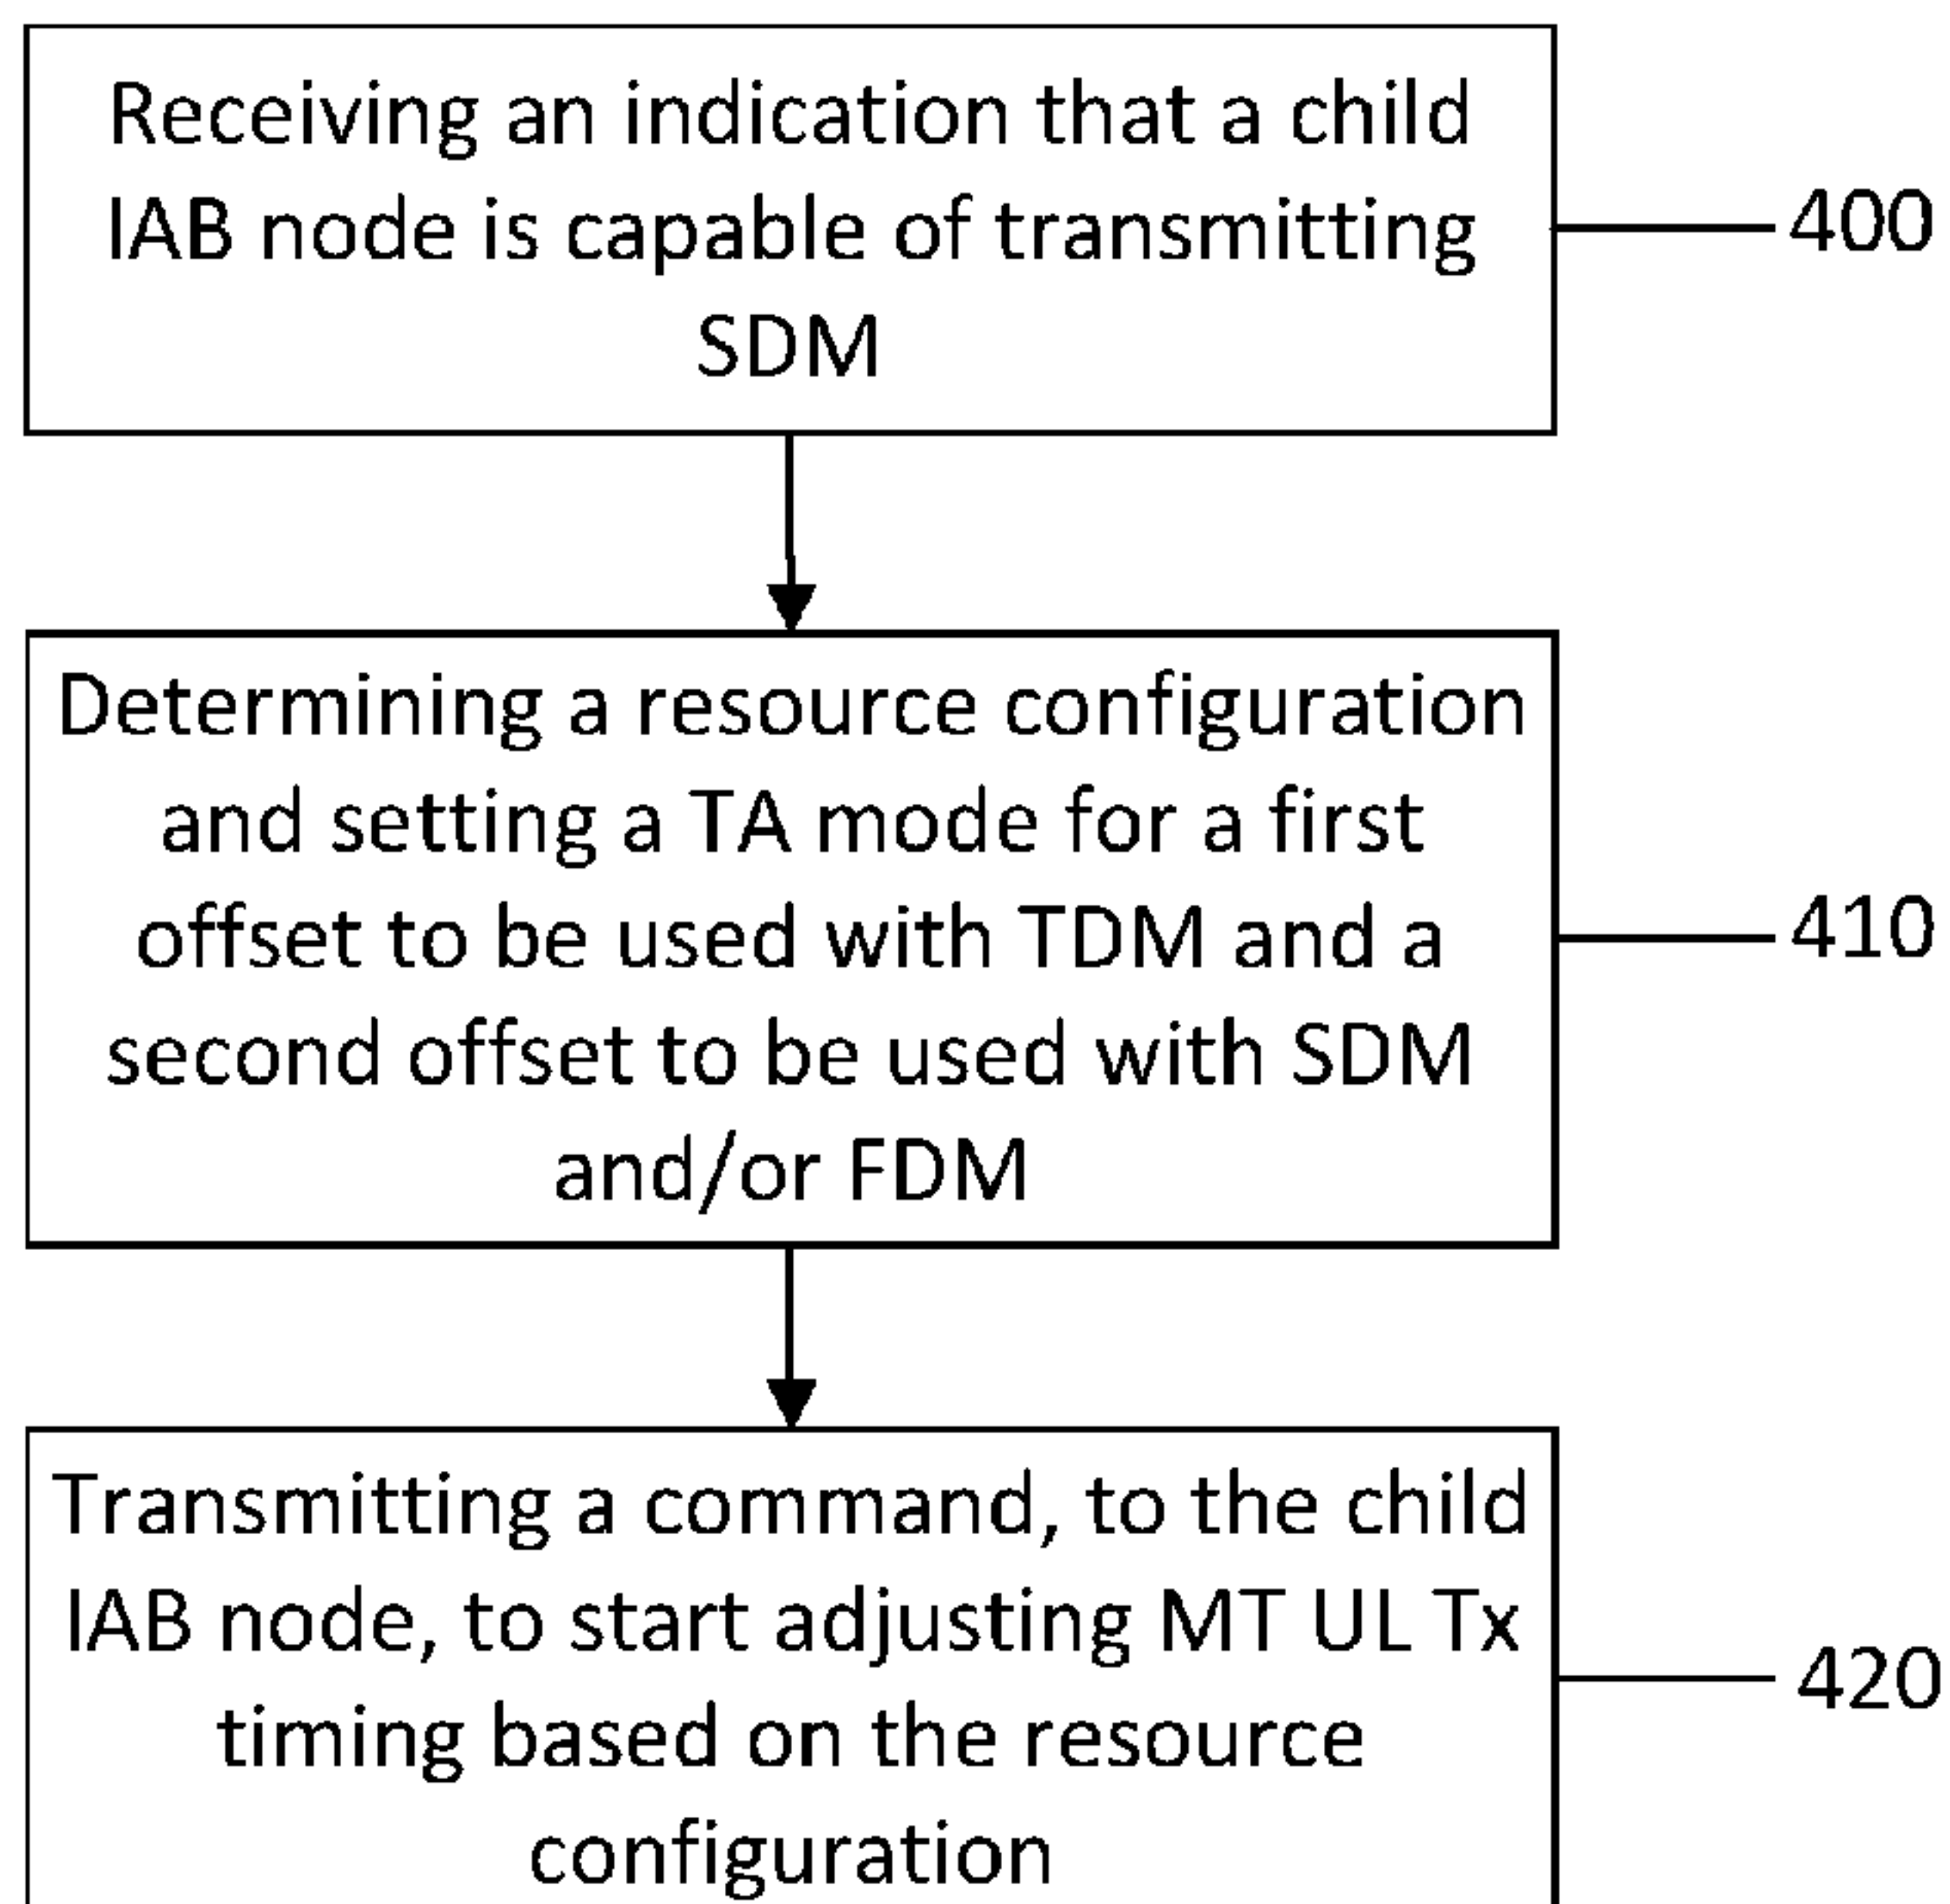 Receiving an indication that a child
IAB node is capable of transmitting
SDM
400
Determining a resource configuration
and setting a TA mode for a first
offset to be used with TDM and a
second offset to be used with SDM
and/or FDM
410
Transmitting a command, to the child
IAB node, to start adjusting MT UL Tx
timing based on the resource
configuration
420